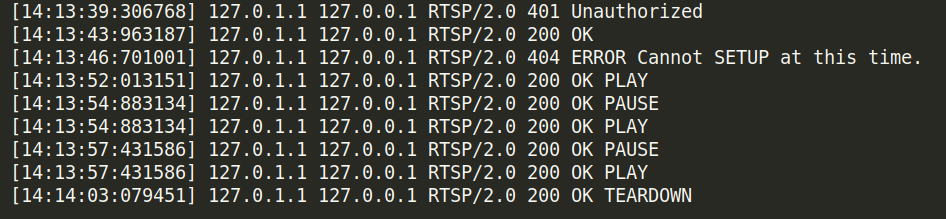 [14:13:39:306768] 127.0.1.1 127.0.0.1 RTSP/2.0 401 Unauthorized
[14:13:43:963187] 127.0.1.1 127.0.0.1 RTSP/2.0 200 OK
[14:13:46:701001] 127.0.1.1 127.0.0.1 RTSP/2.0 404 ERROR Cannot SETUP at this time.
[14:13:52:013151] 127.0.1.1 127.0.0.1 RTSP/2.0 200 OK PLAY
[14:13:54:883134] 127.0.1.1 127.0.0.1 RTSP/2.0 200 OK PAUSE
[14:13:54:883134] 127.0.1.1 127.0.0.1 RTSP/2.0 200 OK PLAY
[14:13:57:431586] 127.0.1.1 127.0.0.1 RTSP/2.0 200 OK PAUSE
[14:13:57:431586] 127.0.1.1 127.0.0.1 RTSP/2.0 200 OK PLAY
[14:14:03:079451] 127.0.1.1 127.0.0.1 RTSP/2.0 200 OK TEARDOWN